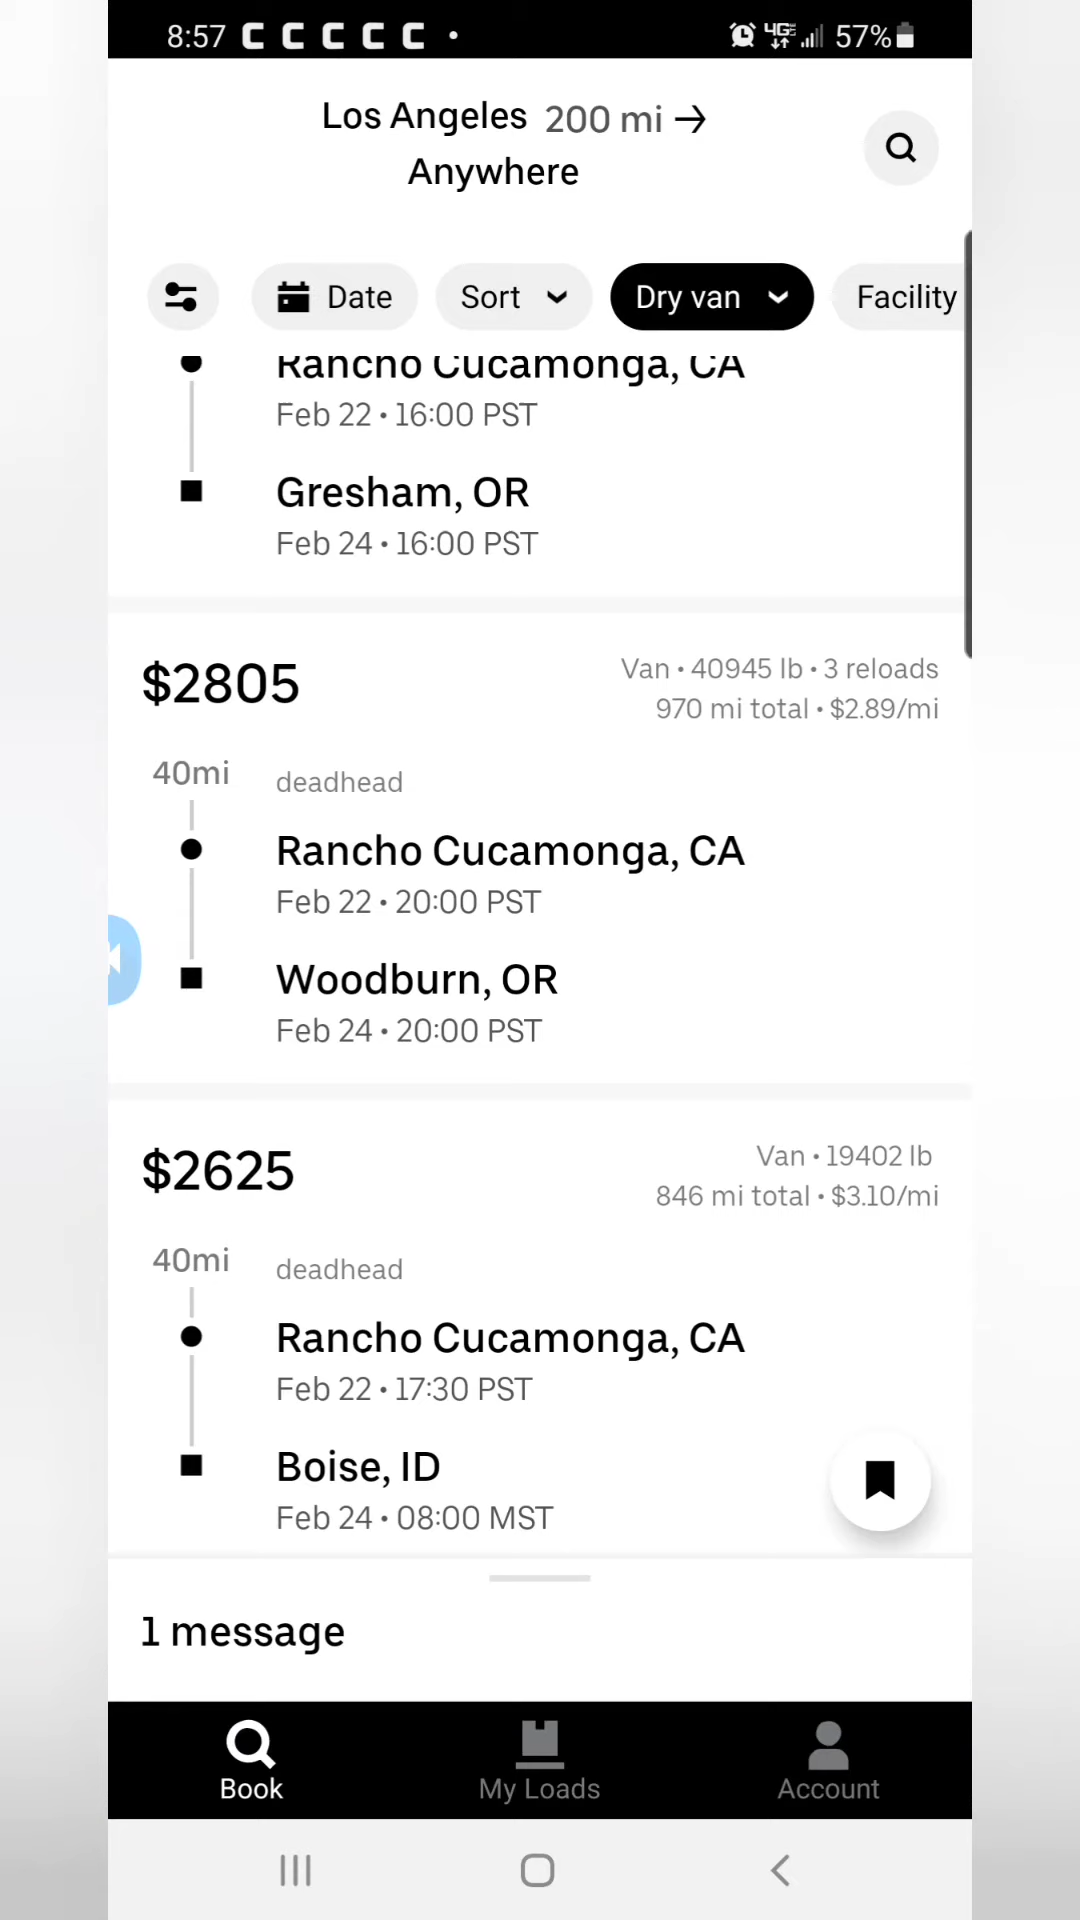 8:57 C C C C C • 4GE 57%
Los Angeles 200 mi →
Anywhere
Date Sort Dry van Facility
Rancho Cucamonga, CA
Feb 22 • 16:00 PST
Gresham, OR
Feb 24 • 16:00 PST
$2805
Van • 40945 lb • 3 reloads
970 mi total • $2.89/mi
40mi deadhead
Rancho Cucamonga, CA
Feb 22 • 20:00 PST
Woodburn, OR
Feb 24 • 20:00 PST
$2625
Van • 19402 lb
846 mi total • $3.10/mi
40mi deadhead
Rancho Cucamonga, CA
Feb 22 • 17:30 PST
Boise, ID
Feb 24 • 08:00 MST
1 message
Book My Loads Account